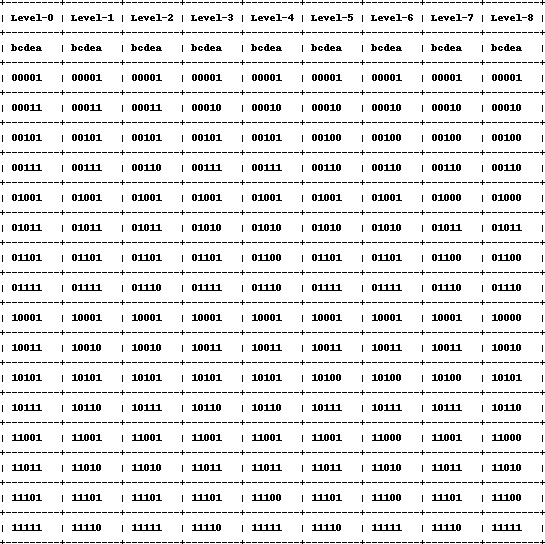 Level-0 | Level-1 | Level-2 | Level-3 | Level-4 | Level-5 | Level-6 | Level-7 | Level-8
bcdea | bcdea | bcdea | bcdea | bcdea | bcdea | bcdea | bcdea | bcdea
00001 | 00001 | 00001 | 00001 | 00001 | 00001 | 00001 | 00001 | 00001
00011 | 00011 | 00011 | 00010 | 00010 | 00010 | 00010 | 00010 | 00010
00101 | 00101 | 00101 | 00101 | 00101 | 00100 | 00100 | 00100 | 00100
00111 | 00111 | 00110 | 00111 | 00111 | 00110 | 00110 | 00110 | 00110
01001 | 01001 | 01001 | 01001 | 01001 | 01001 | 01001 | 01000 | 01000
01011 | 01011 | 01011 | 01010 | 01010 | 01010 | 01010 | 01011 | 01011
01101 | 01101 | 01101 | 01101 | 01100 | 01101 | 01101 | 01100 | 01100
01111 | 01111 | 01110 | 01111 | 01110 | 01111 | 01111 | 01110 | 01110
10001 | 10001 | 10001 | 10001 | 10001 | 10001 | 10001 | 10001 | 10000
10011 | 10010 | 10010 | 10011 | 10011 | 10011 | 10011 | 10011 | 10010
10101 | 10101 | 10101 | 10101 | 10101 | 10100 | 10100 | 10100 | 10101
10111 | 10110 | 10111 | 10110 | 10110 | 10111 | 10111 | 10111 | 10110
11001 | 11001 | 11001 | 11001 | 11001 | 11001 | 11000 | 11001 | 11000
11011 | 11010 | 11010 | 11011 | 11011 | 11011 | 11010 | 11011 | 11010
11101 | 11101 | 11101 | 11101 | 11100 | 11101 | 11100 | 11101 | 11100
11111 | 11110 | 11111 | 11110 | 11111 | 11110 | 11111 | 11110 | 11111